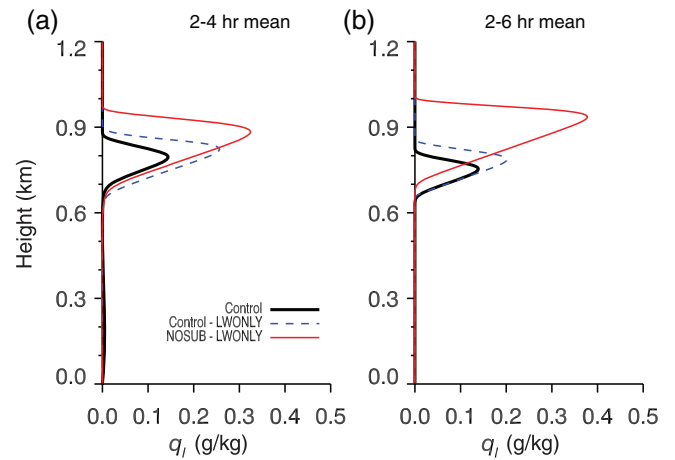 (a) 2-4 hr mean
(b) 2-6 hr mean
1.2
0.9
0.6
0.3
0.0
Height (km)
Control
Control - LWONLY
NOSUB - LWONLY
0.0 0.1 0.2 0.3 0.4 0.5
q_l (g/kg)
1.2
0.9
0.6
0.3
0.0
0.0 0.1 0.2 0.3 0.4 0.5
q_l (g/kg)